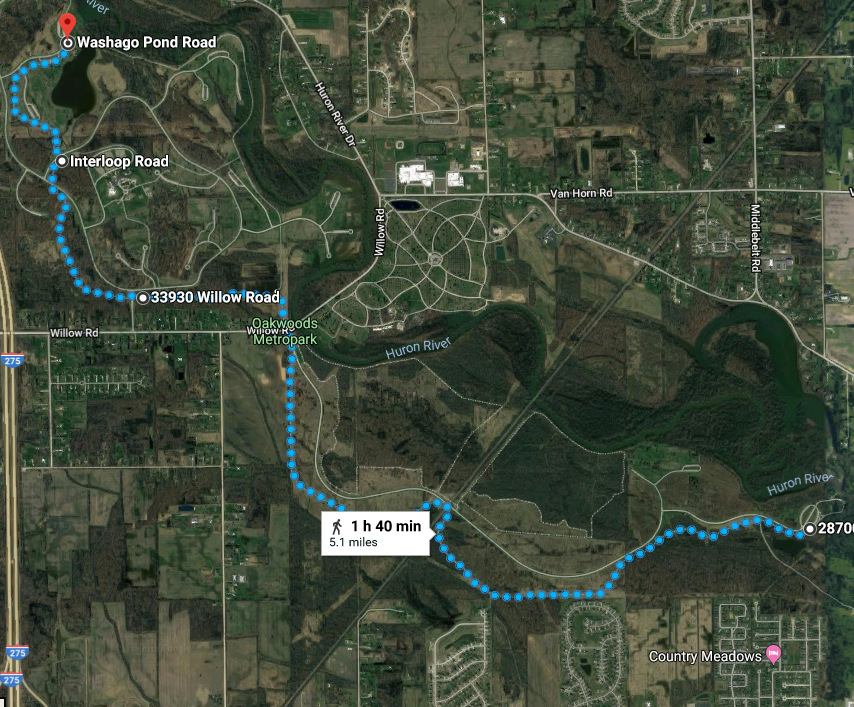 River
Washago Pond Road
Huron River Dr
Interloop Road
Van Horn Rd
Willow Rd
Middlebelt Rd
33930 Willow Road
Willow Rd
Willow R
Oakwoods
Metropark
Huron River
275
Huron Rive
1 h 40 min
5.1 miles
2870
275
275
Country Meadows